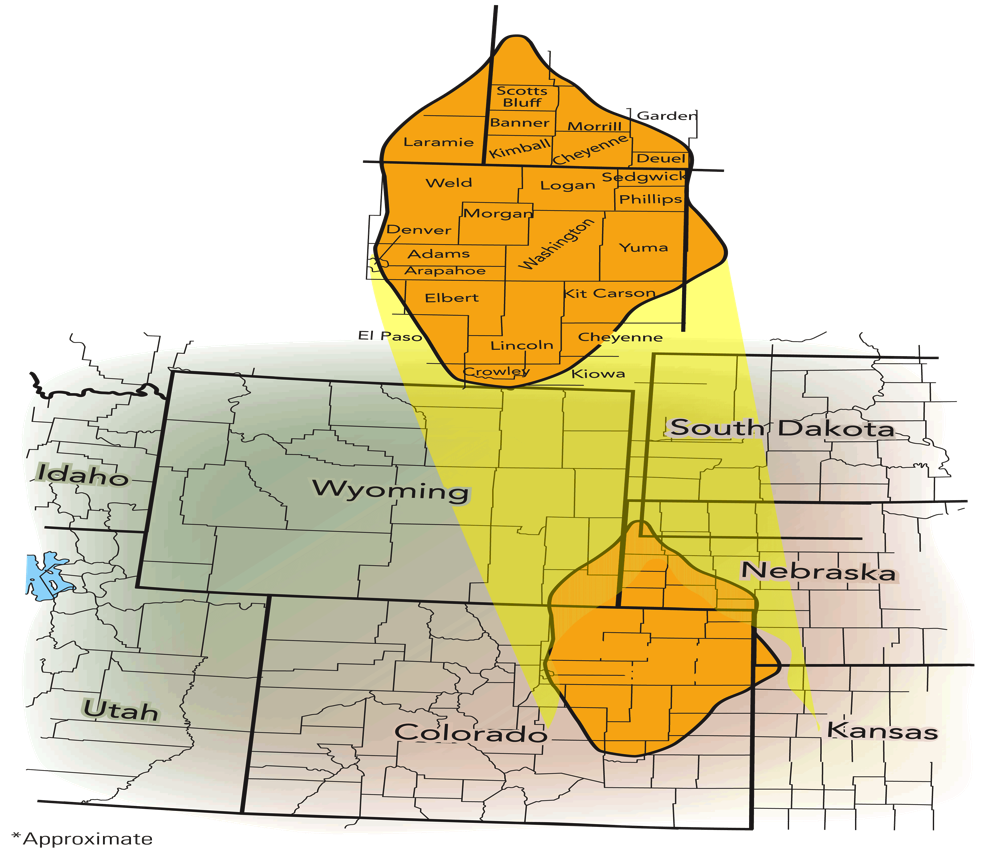 Scotts
Bluff
Garden
Banner
Morrill
Laramie
Kimball
Cheyenne
Deuel
Sedgwick
Weld
Logan
Phillips
Morgan
Denver
Washington
Yuma
Adams
Arapahoe
Elbert
Kit Carson
El Paso
Lincoln
Cheyenne
Crowley
Kiowa
South Dakota
Idaho
Wyoming
Nebraska
Utah
Colorado
Kansas
*Approximate